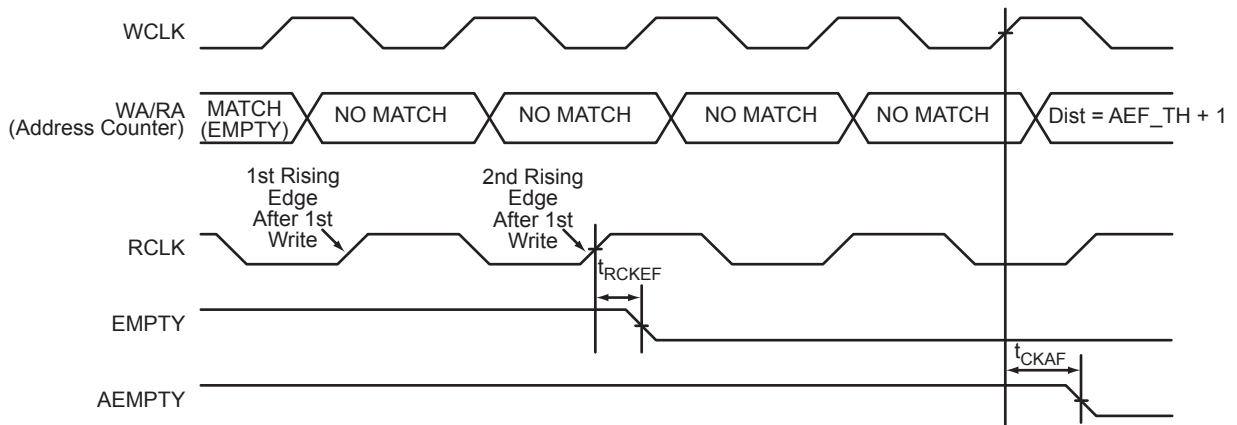 WCLK
WA/RA
(Address Counter)
MATCH
(EMPTY)
NO MATCH
NO MATCH
NO MATCH
NO MATCH
Dist = AEF_TH + 1
1st Rising
Edge
After 1st
Write
2nd Rising
Edge
After 1st
Write
RCLK
tRCKEF
EMPTY
tCKAF
AEMPTY